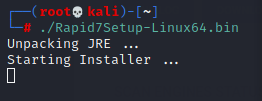 ┌──(root💀kali)-[~]
└─# ./Rapid7Setup-Linux64.bin
Unpacking JRE ...
Starting Installer ...